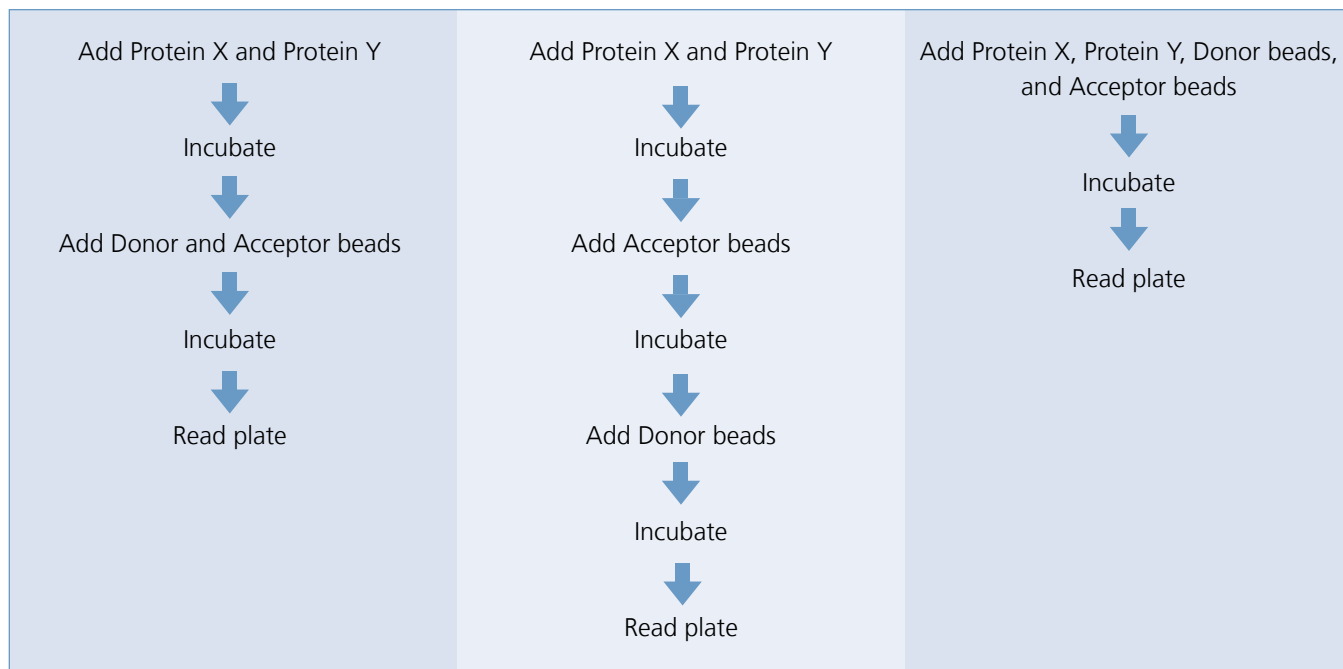 Add Protein X and Protein Y
Incubate
Add Donor and Acceptor beads
Incubate
Read plate
Add Protein X and Protein Y
Incubate
Add Acceptor beads
Incubate
Add Donor beads
Incubate
Read plate
Add Protein X, Protein Y, Donor beads,
and Acceptor beads
Incubate
Read plate